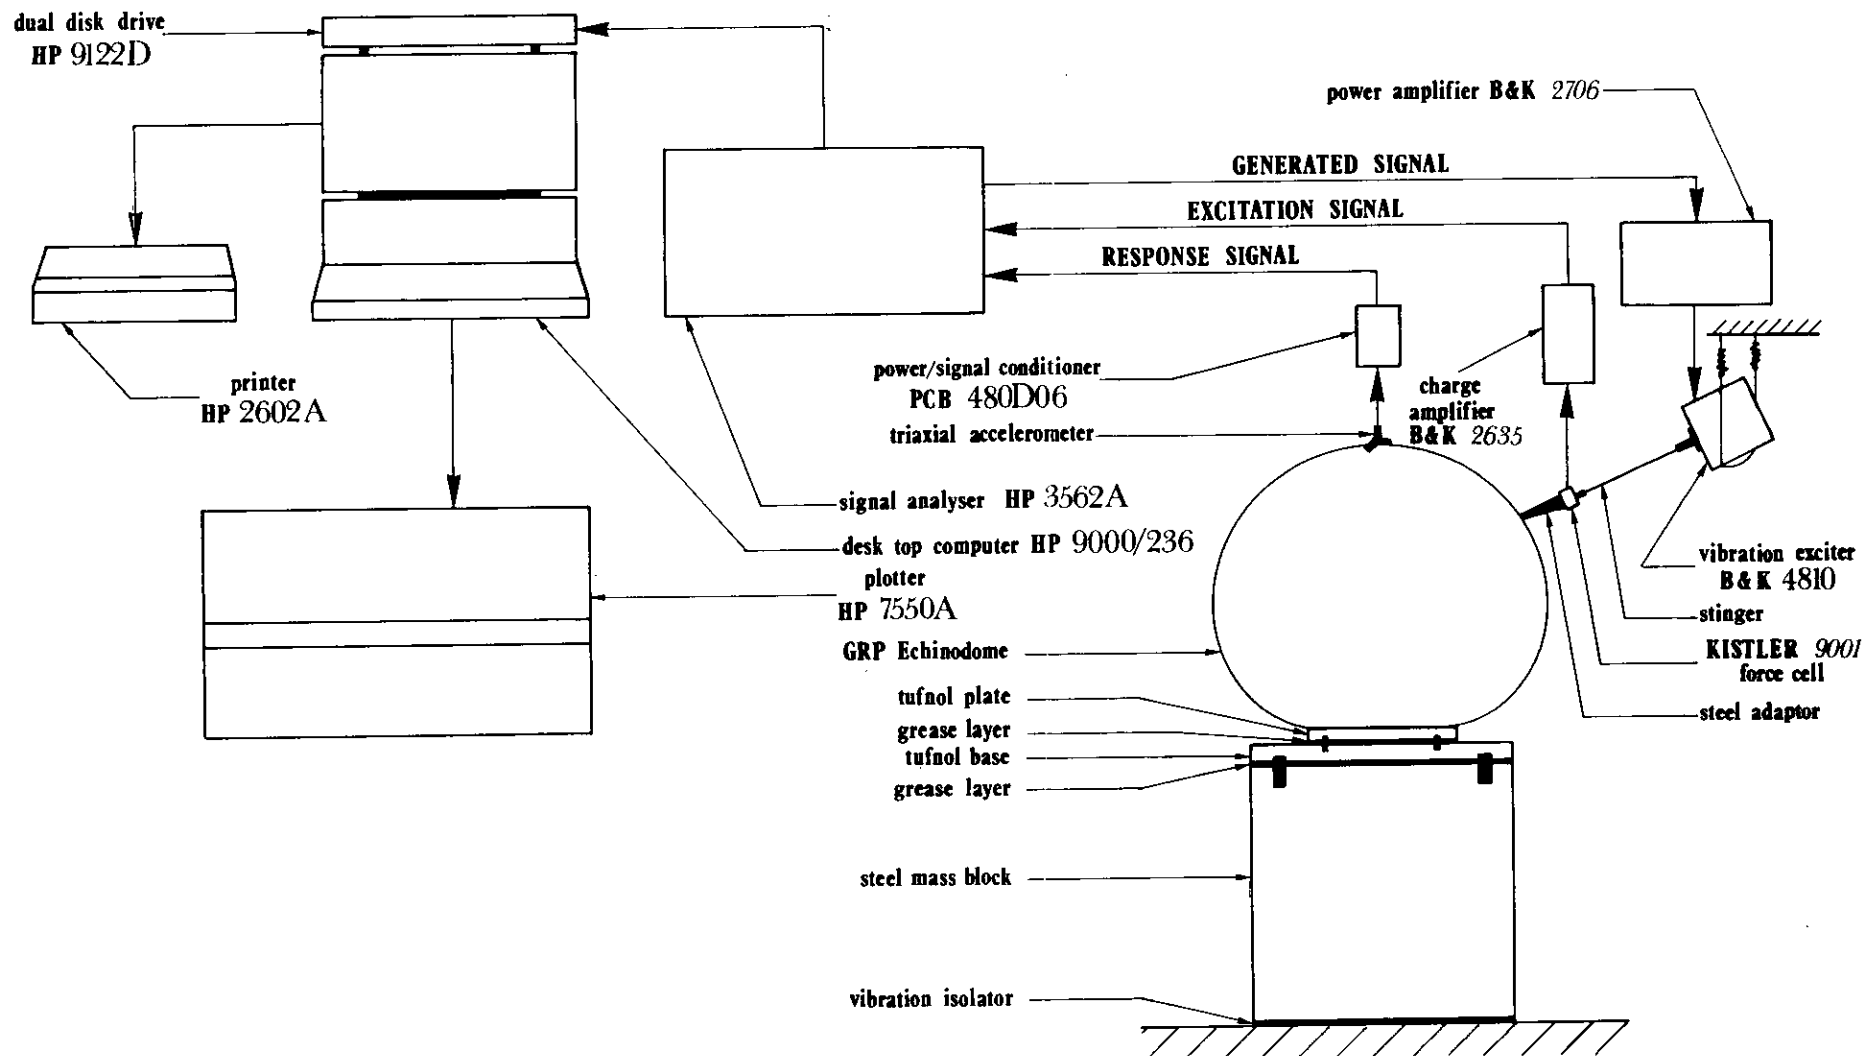 dual disk drive
HP 9122D
power amplifier B&K 2706
GENERATED SIGNAL
EXCITATION SIGNAL
RESPONSE SIGNAL
printer
HP 2602A
power/signal conditioner
PCB 480D06
triaxial accelerometer
charge
amplifier
B&K 2635
signal analyser HP 3562A
desk top computer HP 9000/236
plotter
HP 7550A
vibration exciter
B&K 4810
stinger
KISTLER 9001
force cell
steel adaptor
GRP Echinodome
tufnol plate
grease layer
tufnol base
grease layer
steel mass block
vibration isolator